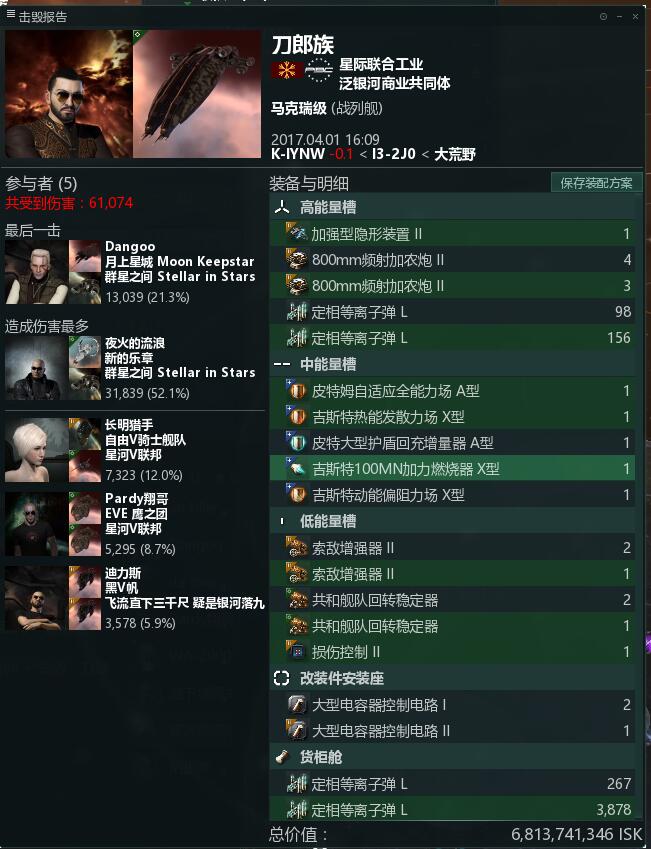 击毁报告
刀郎族
星际联合工业
泛银河商业共同体
马克瑞级 (战列舰)
2017.04.01 16:09
K-IYNW -0.1 < I3-2J0 < 大荒野
参与者 (5)
共受到伤害：61,074
最后一击
Dangoo
月上星城 Moon Keepstar
群星之间 Stellar in Stars
13,039 (21.3%)
造成伤害最多
夜火的流浪
新的乐章
群星之间 Stellar in Stars
31,839 (52.1%)
长明猎手
自由V骑士舰队
星河V联邦
7,323 (12.0%)
Pardy翔哥
EVE 鹰之团
星河V联邦
5,295 (8.7%)
迪力斯
黑V帆
飞流直下三千尺 疑是银河落九
3,578 (5.9%)
装备与明细
保存装配方案
高能量槽
加强型隐形装置 II 1
800mm频射加农炮 II 4
800mm频射加农炮 II 3
定相等离子弹 L 98
定相等离子弹 L 156
中能量槽
皮特姆自适应全能力场 A型 1
吉斯特热能发散力场 X型 1
皮特大型护盾回充增量器 A型 1
吉斯特100MN加力燃烧器 X型 1
吉斯特动能偏阻力场 X型 1
低能量槽
索敌增强器 II 2
索敌增强器 II 1
共和舰队回转稳定器 2
共和舰队回转稳定器 1
损伤控制 II 1
改装件安装座
大型电容器控制电路 I 2
大型电容器控制电路 II 1
货柜舱
定相等离子弹 L 267
定相等离子弹 L 3,878
总价值： 6,813,741,346 ISK